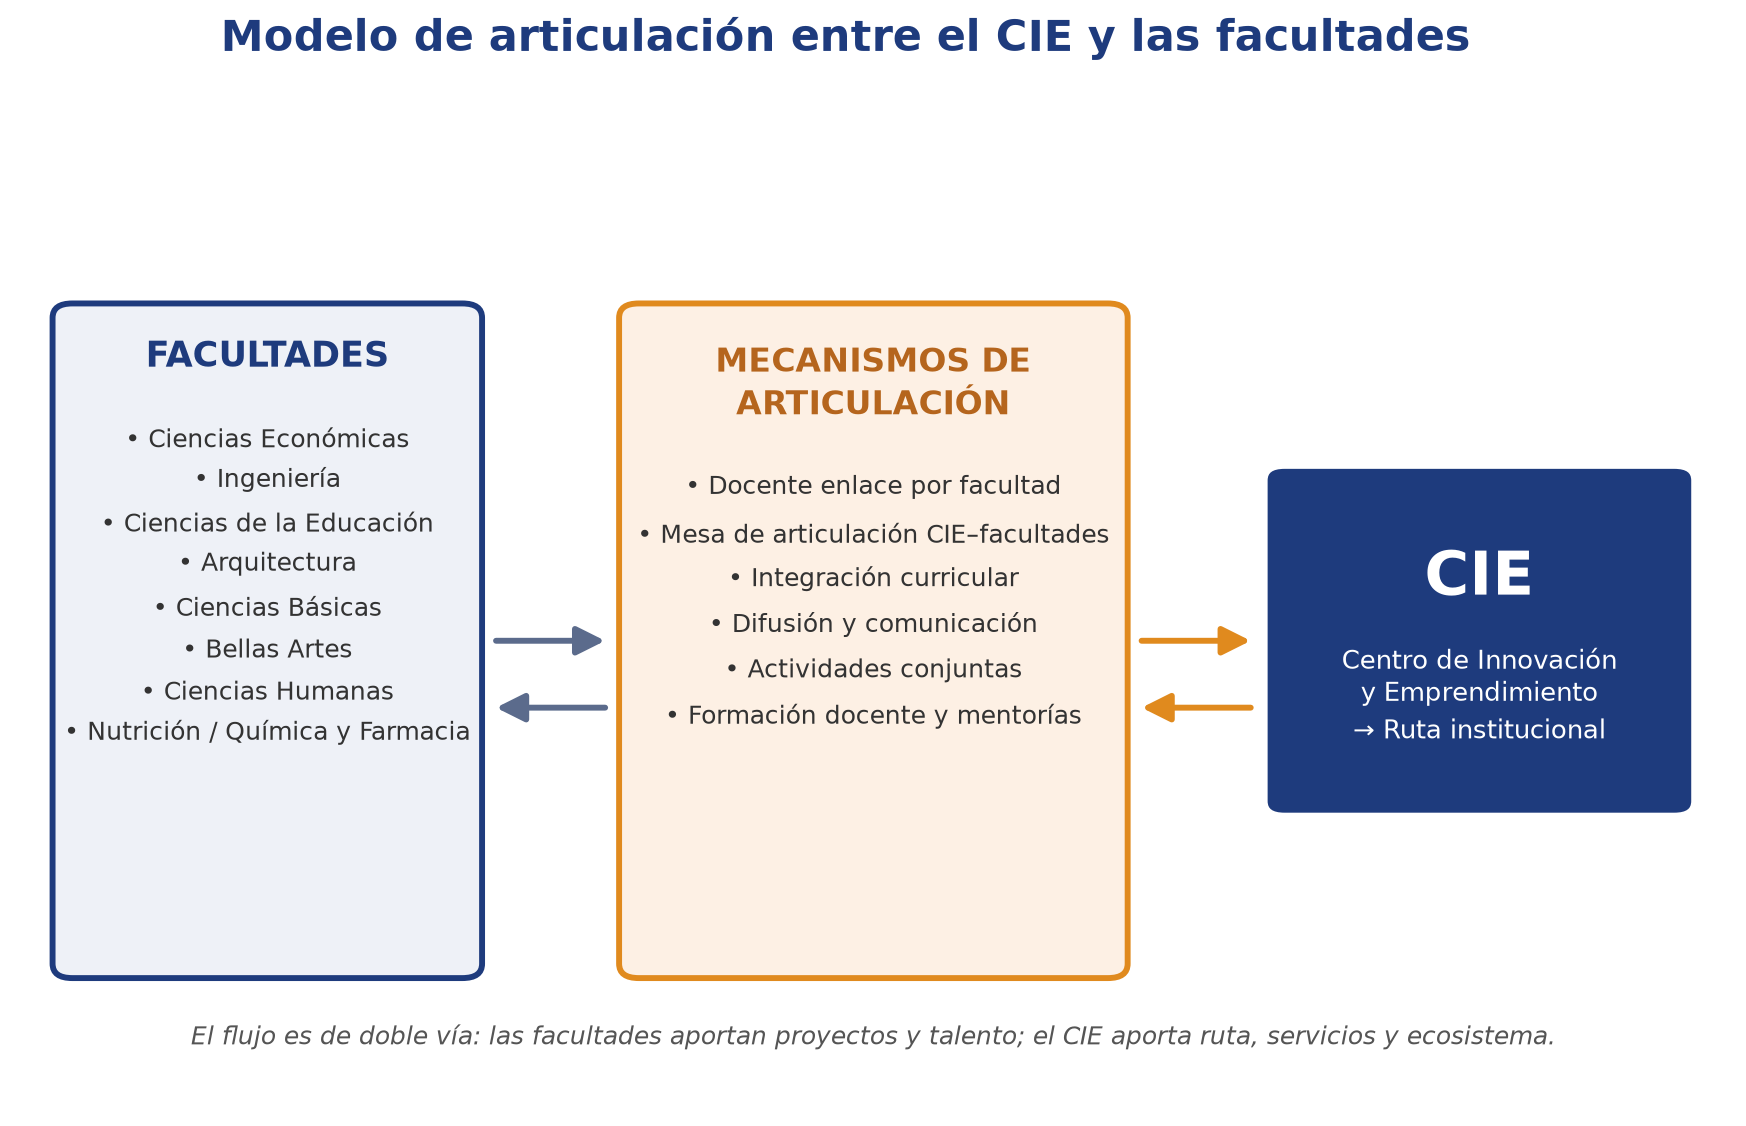 Modelo de articulación entre el CIE y las facultades
FACULTADES
• Ciencias Económicas
• Ingeniería
• Ciencias de la Educación
• Arquitectura
• Ciencias Básicas
• Bellas Artes
• Ciencias Humanas
• Nutrición / Química y Farmacia
MECANISMOS DE
ARTICULACIÓN
• Docente enlace por facultad
• Mesa de articulación CIE–facultades
• Integración curricular
• Difusión y comunicación
• Actividades conjuntas
• Formación docente y mentorías
CIE
Centro de Innovación
y Emprendimiento
→ Ruta institucional
El flujo es de doble vía: las facultades aportan proyectos y talento; el CIE aporta ruta, servicios y ecosistema.